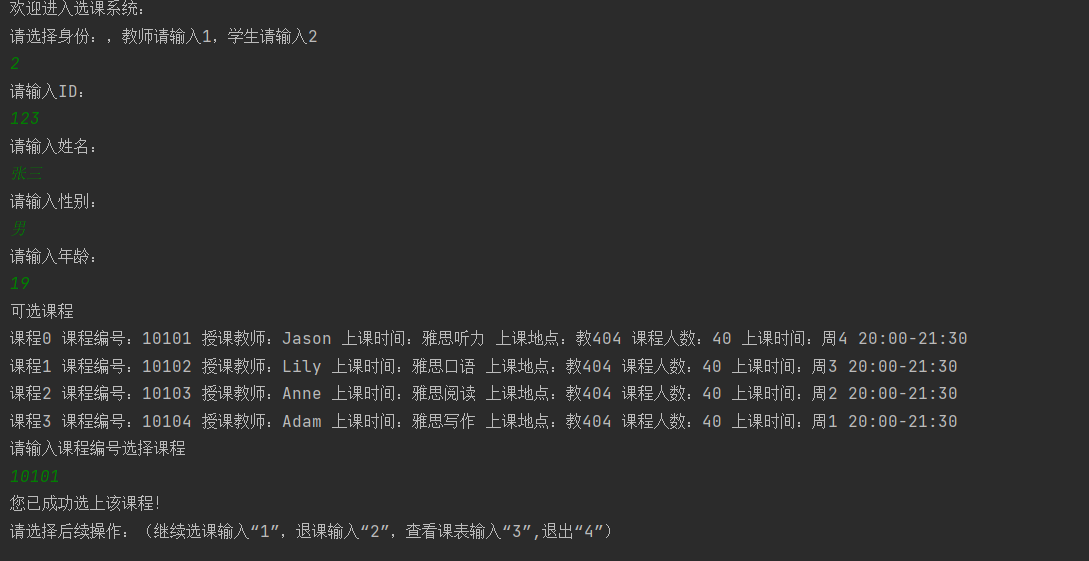 欢迎进入选课系统：
请选择身份：，教师请输入1，学生请输入2
2
请输入ID：
123
请输入姓名：
张三
请输入性别：
男
请输入年龄：
19
可选课程
课程0 课程编号：10101 授课教师：Jason 上课时间：雅思听力 上课地点：教404 课程人数：40 上课时间：周4 20:00-21:30
课程1 课程编号：10102 授课教师：Lily 上课时间：雅思口语 上课地点：教404 课程人数：40 上课时间：周3 20:00-21:30
课程2 课程编号：10103 授课教师：Anne 上课时间：雅思阅读 上课地点：教404 课程人数：40 上课时间：周2 20:00-21:30
课程3 课程编号：10104 授课教师：Adam 上课时间：雅思写作 上课地点：教404 课程人数：40 上课时间：周1 20:00-21:30
请输入课程编号选择课程
10101
您已成功选上该课程！
请选择后续操作：（继续选课输入“1”，退课输入“2”，查看课表输入“3”,退出“4”）